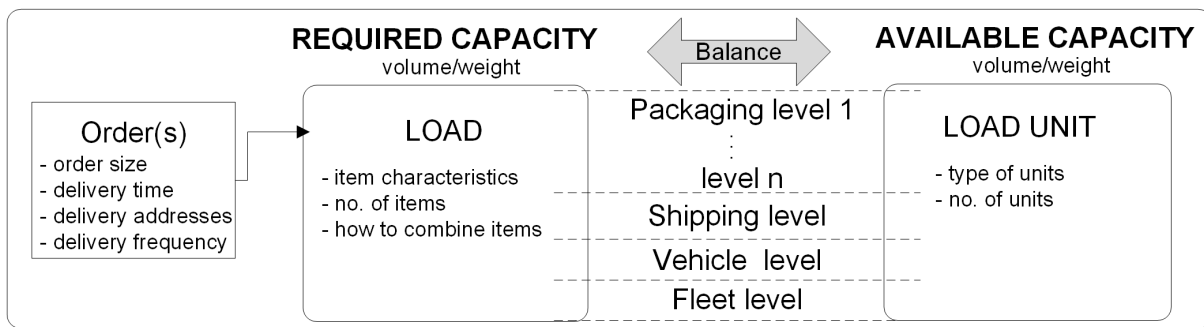 REQUIRED CAPACITY
volume/weight
Balance
AVAILABLE CAPACITY
volume/weight
Order(s)
- order size
- delivery time
- delivery addresses
- delivery frequency
LOAD
- item characteristics
- no. of items
- how to combine items
Packaging level 1
level n
Shipping level
Vehicle level
Fleet level
LOAD UNIT
- type of units
- no. of units